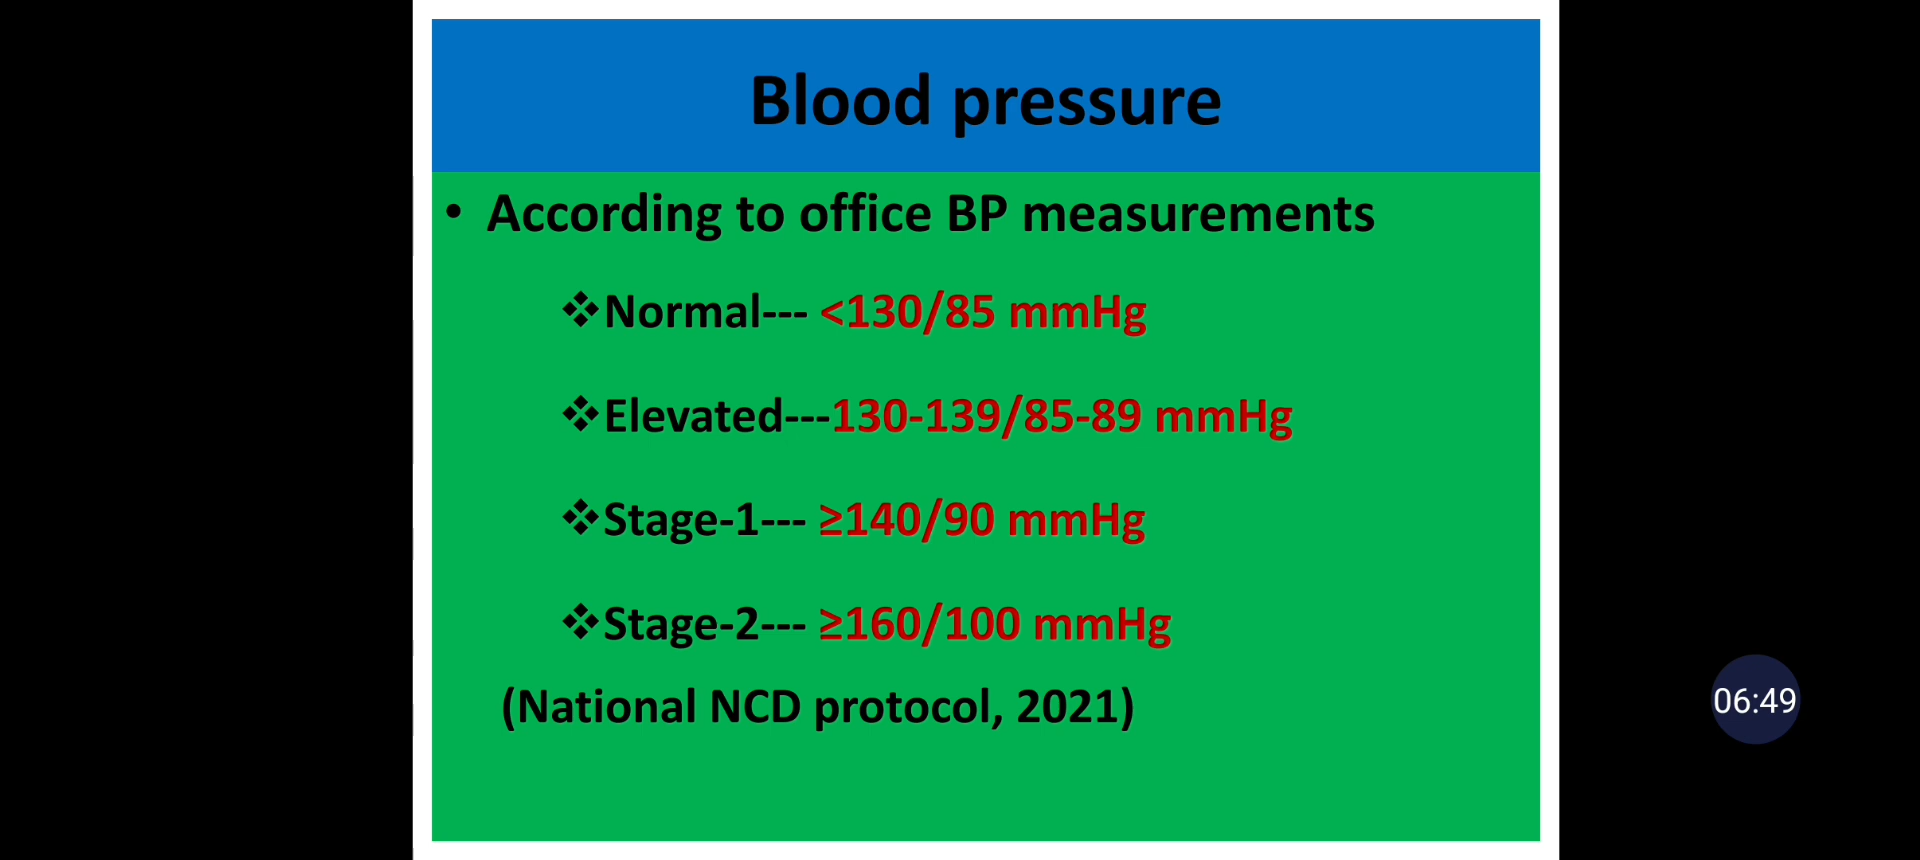 Blood pressure
• According to office BP measurements
❖Normal--- <130/85 mmHg
❖Elevated---130-139/85-89 mmHg
❖Stage-1--- ≥140/90 mmHg
❖Stage-2--- ≥160/100 mmHg
(National NCD protocol, 2021)
06:49